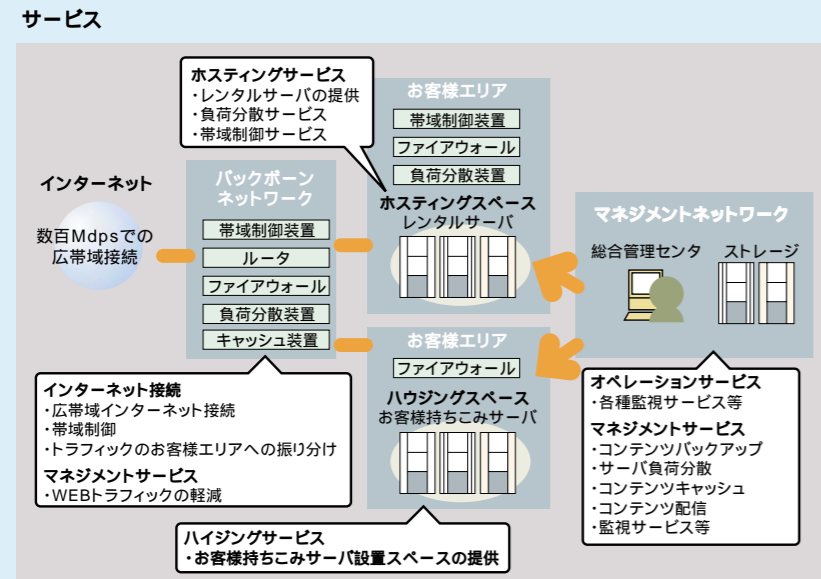 サービス
ホスティングサービス
・レンタルサーバの提供
・負荷分散サービス
・帯域制御サービス
お客様エリア
帯域制御装置
ファイアウォール
負荷分散装置
ホスティングスペース
レンタルサーバ
インターネット
数百Mdpsでの
広帯域接続
バックボーン
ネットワーク
帯域制御装置
ルータ
ファイアウォール
負荷分散装置
キャッシュ装置
マネジメントネットワーク
総合管理センタ
ストレージ
お客様エリア
ファイアウォール
ハウジングスペース
お客様持ちこみサーバ
インターネット接続
・広帯域インターネット接続
・帯域制御
・トラフィックのお客様エリアへの振り分け
マネジメントサービス
・WEBトラフィックの軽減
オペレーションサービス
・各種監視サービス等
マネジメントサービス
・コンテンツバックアップ
・サーバ負荷分散
・コンテンツキャッシュ
・コンテンツ配信
・監視サービス等
ハイジングサービス
・お客様持ちこみサーバ設置スペースの提供